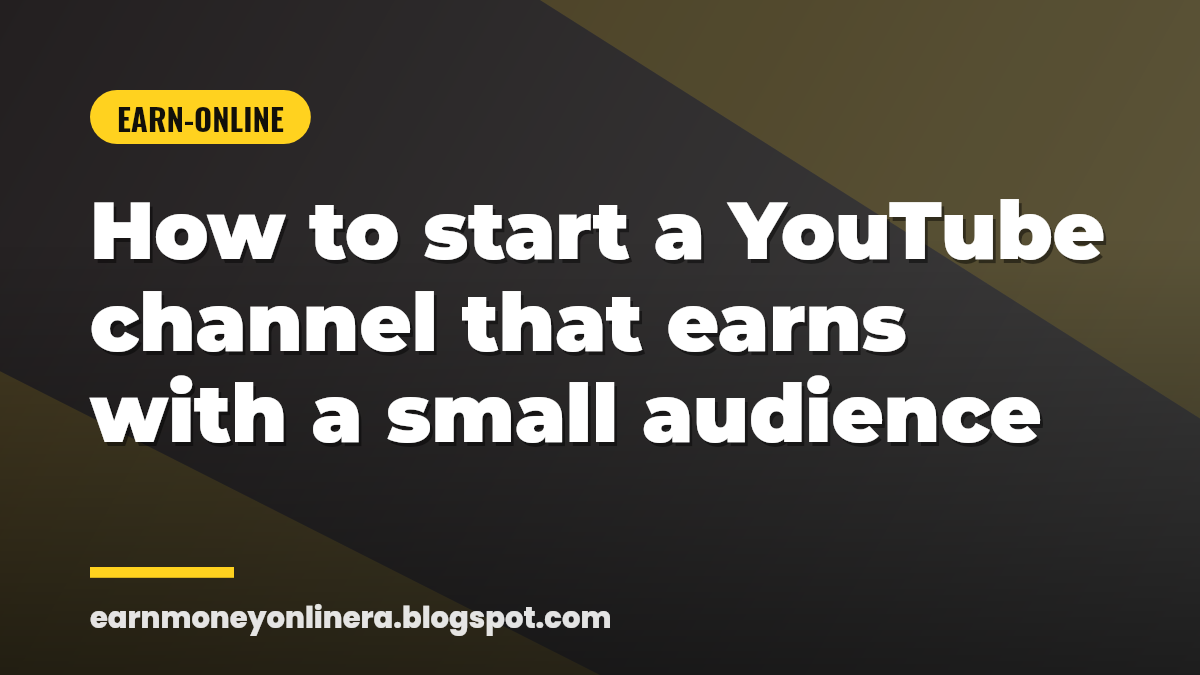 EARN-ONLINE
How to start a YouTube
channel that earns
with a small audience
earnmoneyonlinera.blogspot.com